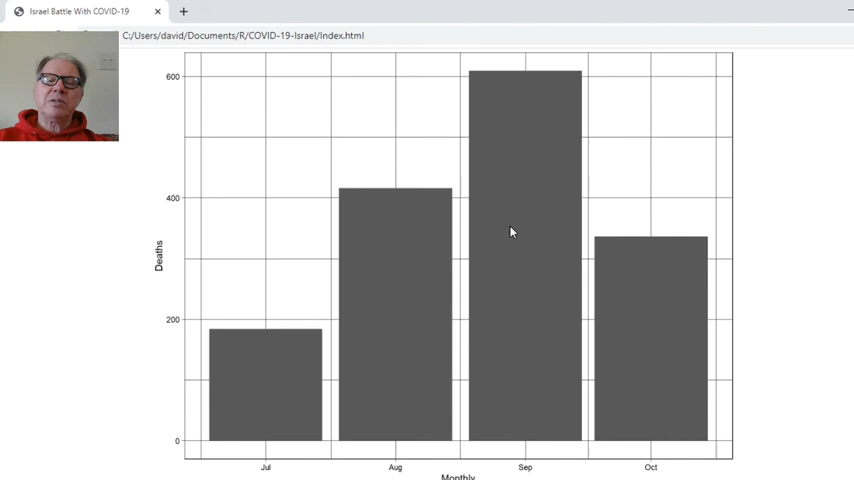 Israel Battle With COVID-19
C:/Users/david/Documents/R/COVID-19-Israel/Index.html
600
400
200
0
Deaths
Jul Aug Sep Oct
Monthly